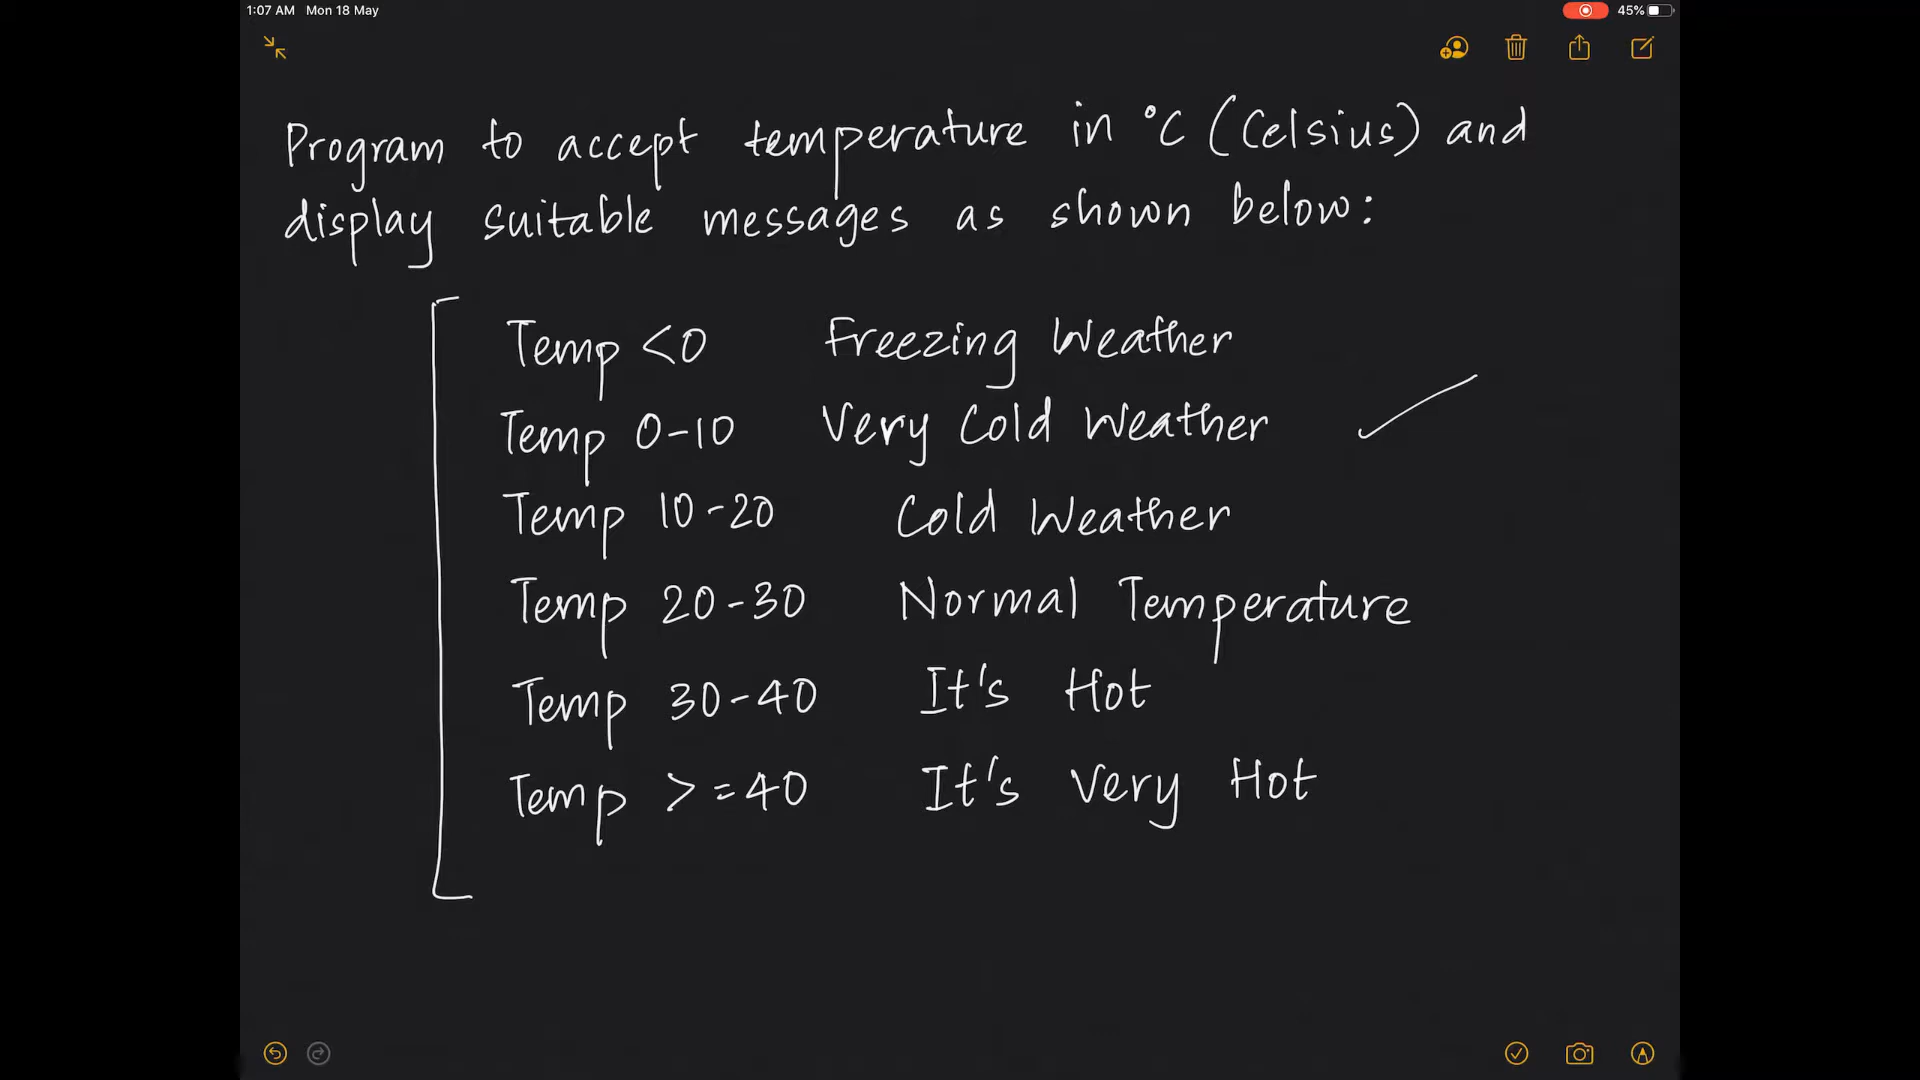 1:07 AM Mon 18 May 45%
Program to accept temperature in °C (Celsius) and
display suitable messages as shown below:
Temp <0 Freezing Weather
Temp 0-10 Very Cold Weather
Temp 10-20 Cold Weather
Temp 20-30 Normal Temperature
Temp 30-40 It's Hot
Temp >=40 It's Very Hot